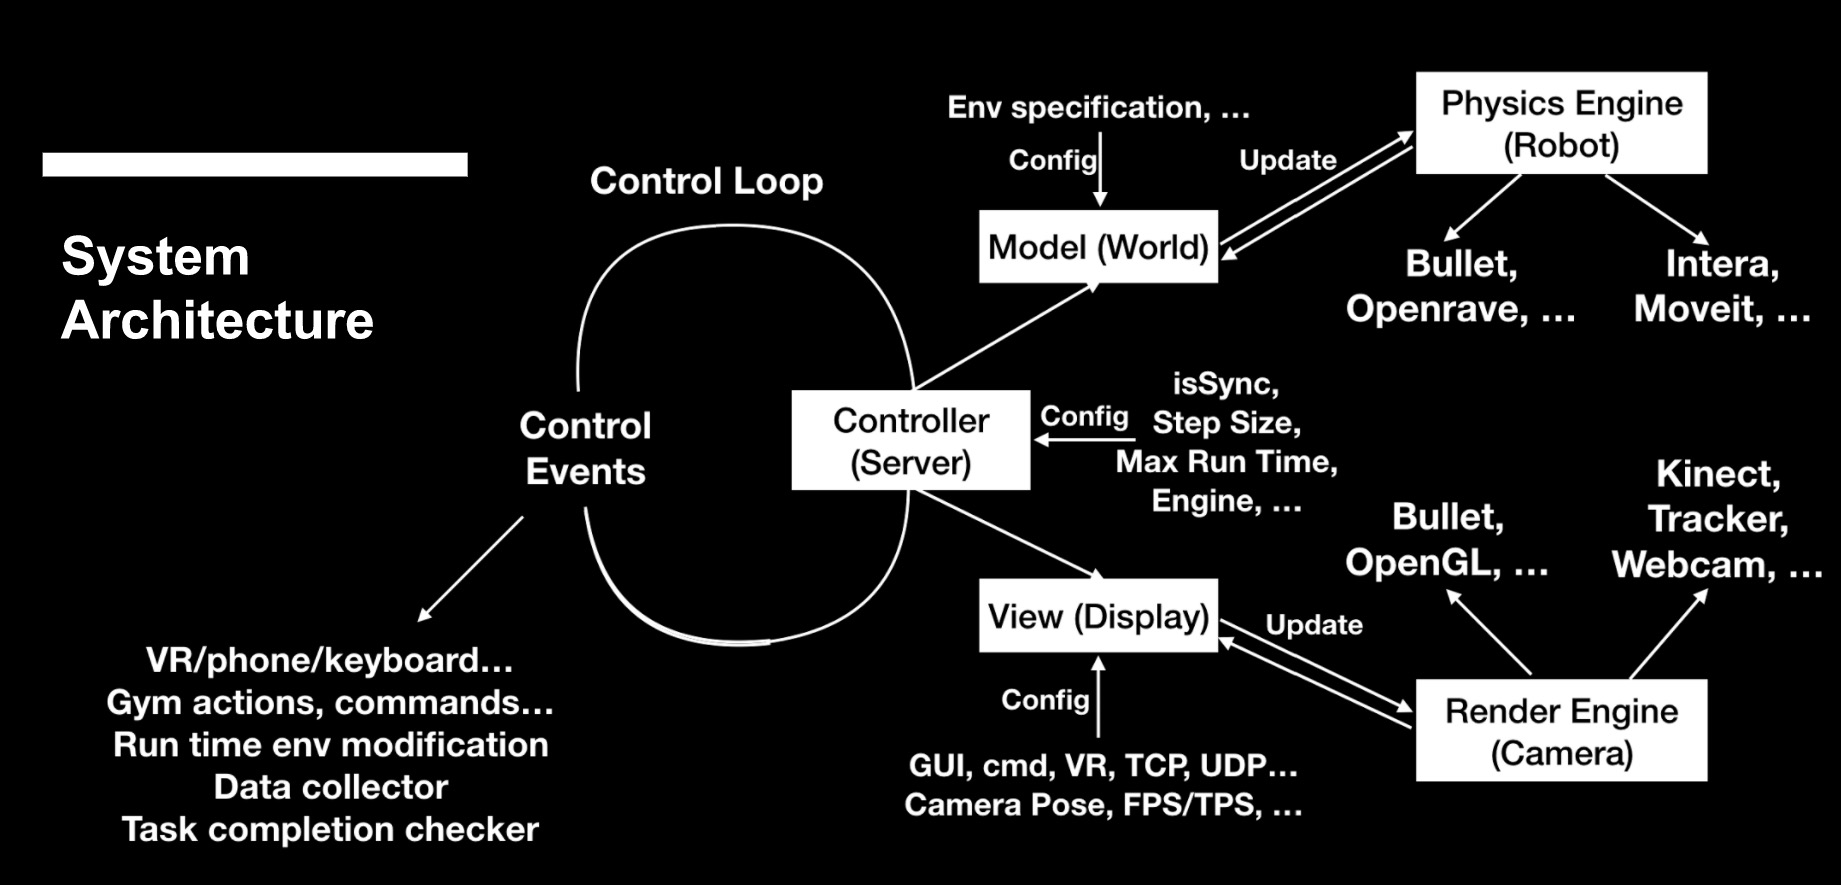 System
Architecture
Control Loop
Control
Events
VR/phone/keyboard...
Gym actions, commands...
Run time env modification
Data collector
Task completion checker
Controller
(Server)
Config
isSync,
Step Size,
Max Run Time,
Engine, ...
Env specification, ...
Config
Model (World)
Update
Physics Engine
(Robot)
Bullet,
Openrave, ...
Intera,
Moveit, ...
View (Display)
Config
GUI, cmd, VR, TCP, UDP...
Camera Pose, FPS/TPS, ...
Update
Render Engine
(Camera)
Bullet,
OpenGL, ...
Kinect,
Tracker,
Webcam, ...